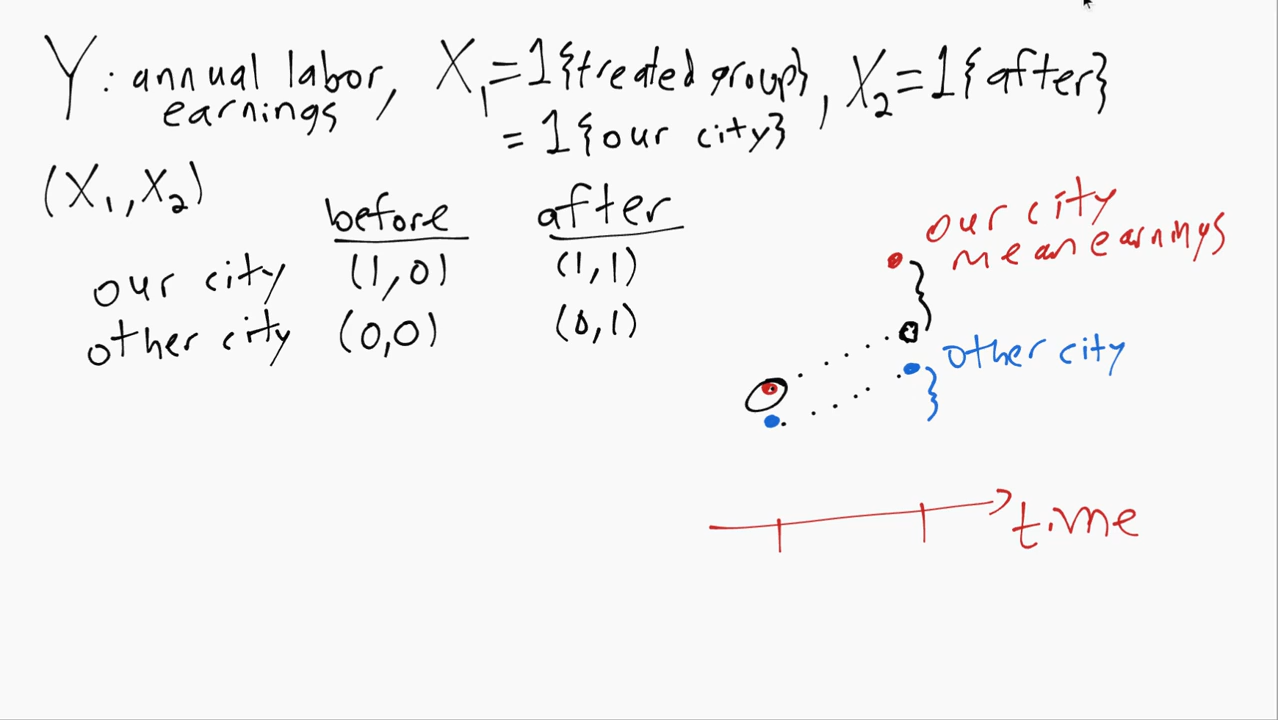 Y: annual labor earnings, X₁=1{treated group}, X₂=1{after}
=1{our city}
(X₁,X₂)
before after
our city (1,0) (1,1)
other city (0,0) (0,1)
our city
mean earnings
other city
time